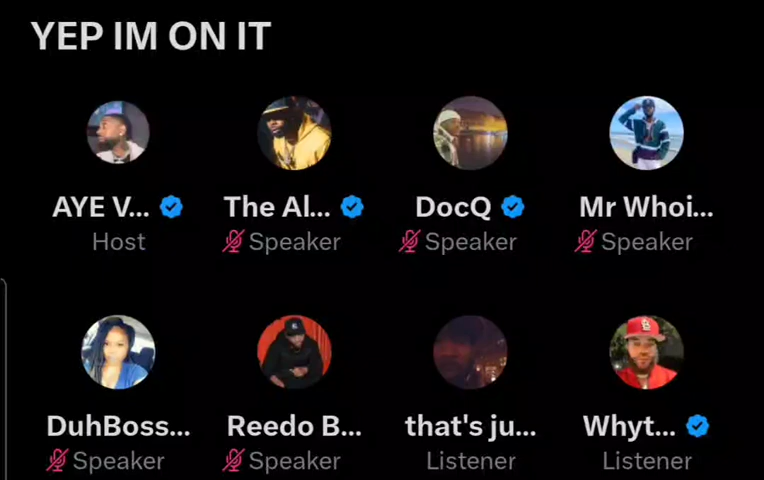 YEP IM ON IT
AYE V... The Al... DocQ Mr Whoi...
Host Speaker Speaker Speaker
DuhBoss... Reedo B... that's ju... Whyt...
Speaker Speaker Listener Listener